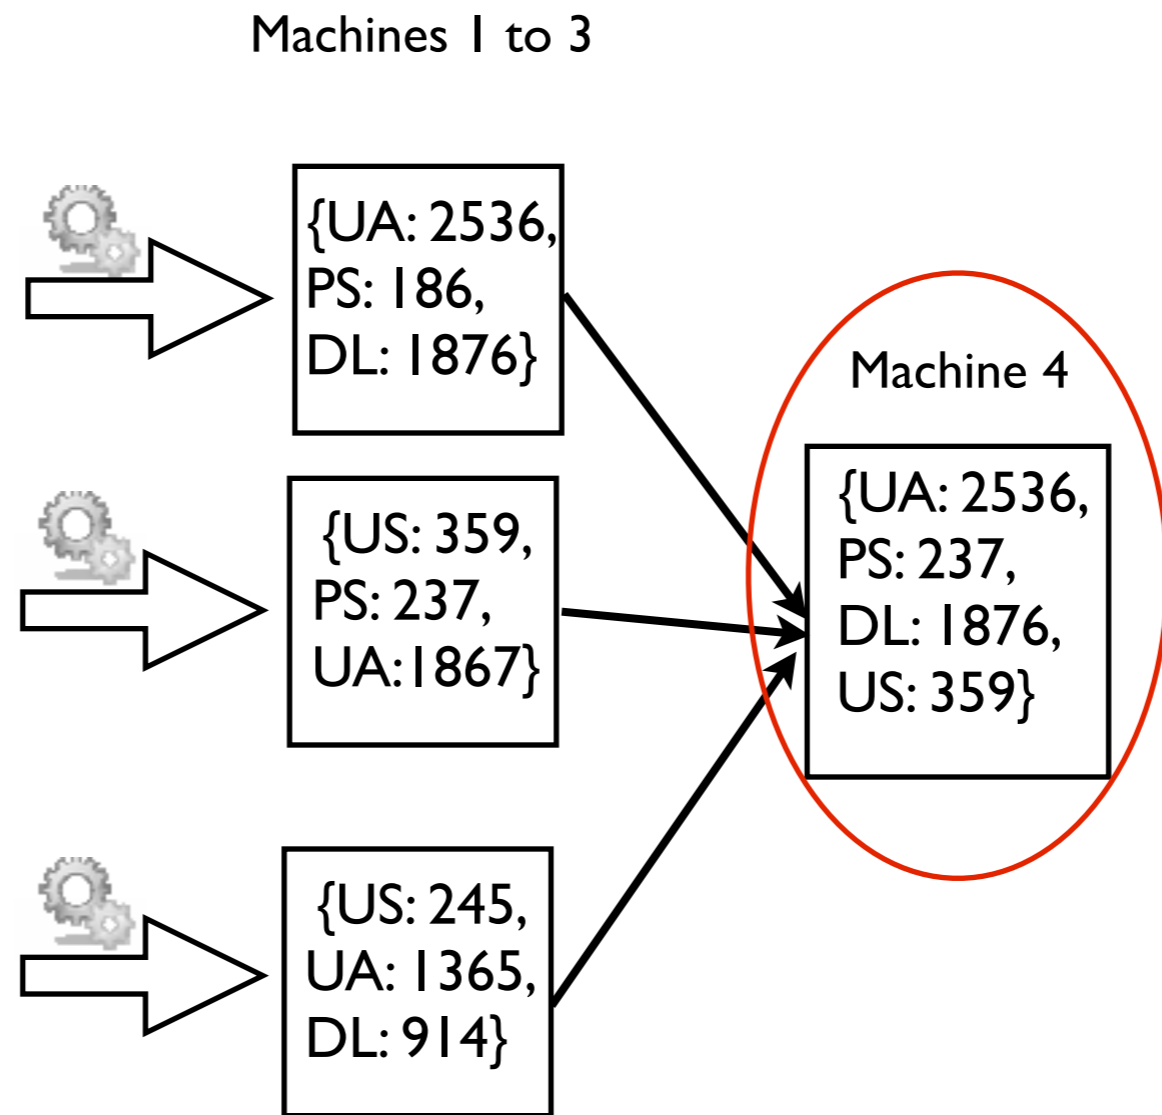 Machines 1 to 3
{UA: 2536,
PS: 186,
DL: 1876}
{US: 359,
PS: 237,
UA:1867}
{US: 245,
UA: 1365,
DL: 914}
Machine 4
{UA: 2536,
PS: 237,
DL: 1876,
US: 359}